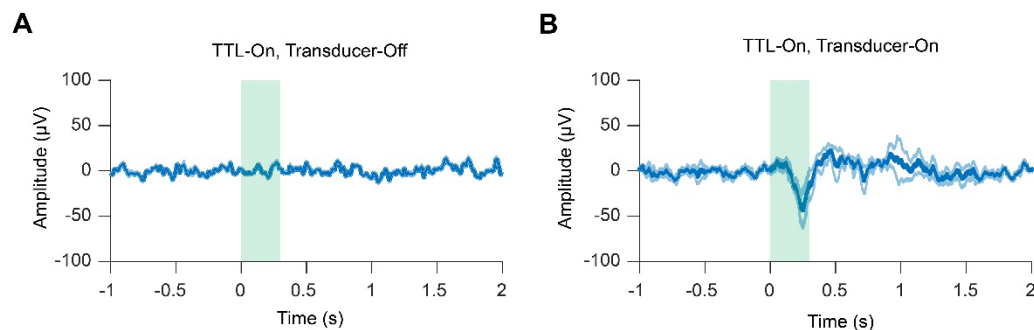 A
TTL-On, Transducer-Off
100
50
0
-50
-100
Amplitude (µV)
-1 -0.5 0 0.5 1 1.5 2
Time (s)
B
TTL-On, Transducer-On
100
50
0
-50
-100
Amplitude (µV)
-1 -0.5 0 0.5 1 1.5 2
Time (s)